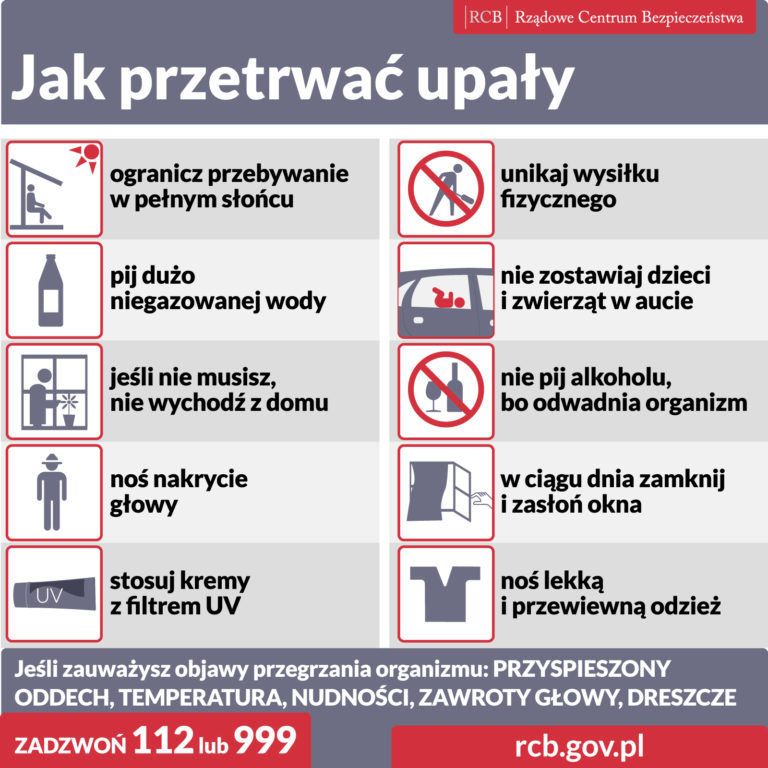 |RCB| Rządowe Centrum Bezpieczeństwa
Jak przetrwać upały
ogranicz przebywanie
w pełnym słońcu
unikaj wysiłku
fizycznego
pij dużo
niegazowanej wody
nie zostawiaj dzieci
i zwierząt w aucie
jeśli nie musisz,
nie wychodź z domu
nie pij alkoholu,
bo odwadnia organizm
noś nakrycie
głowy
w ciągu dnia zamknij
i zasłoń okna
UV
stosuj kremy
z filtrem UV
noś lekką
i przewiewną odzież
Jeśli zauważysz objawy przegrzania organizmu: PRZYSPIESZONY
ODDECH, TEMPERATURA, NUDNOŚCI, ZAWROTY GŁOWY, DRESZCZE
ZADZWOŃ 112 lub 999
rcb.gov.pl